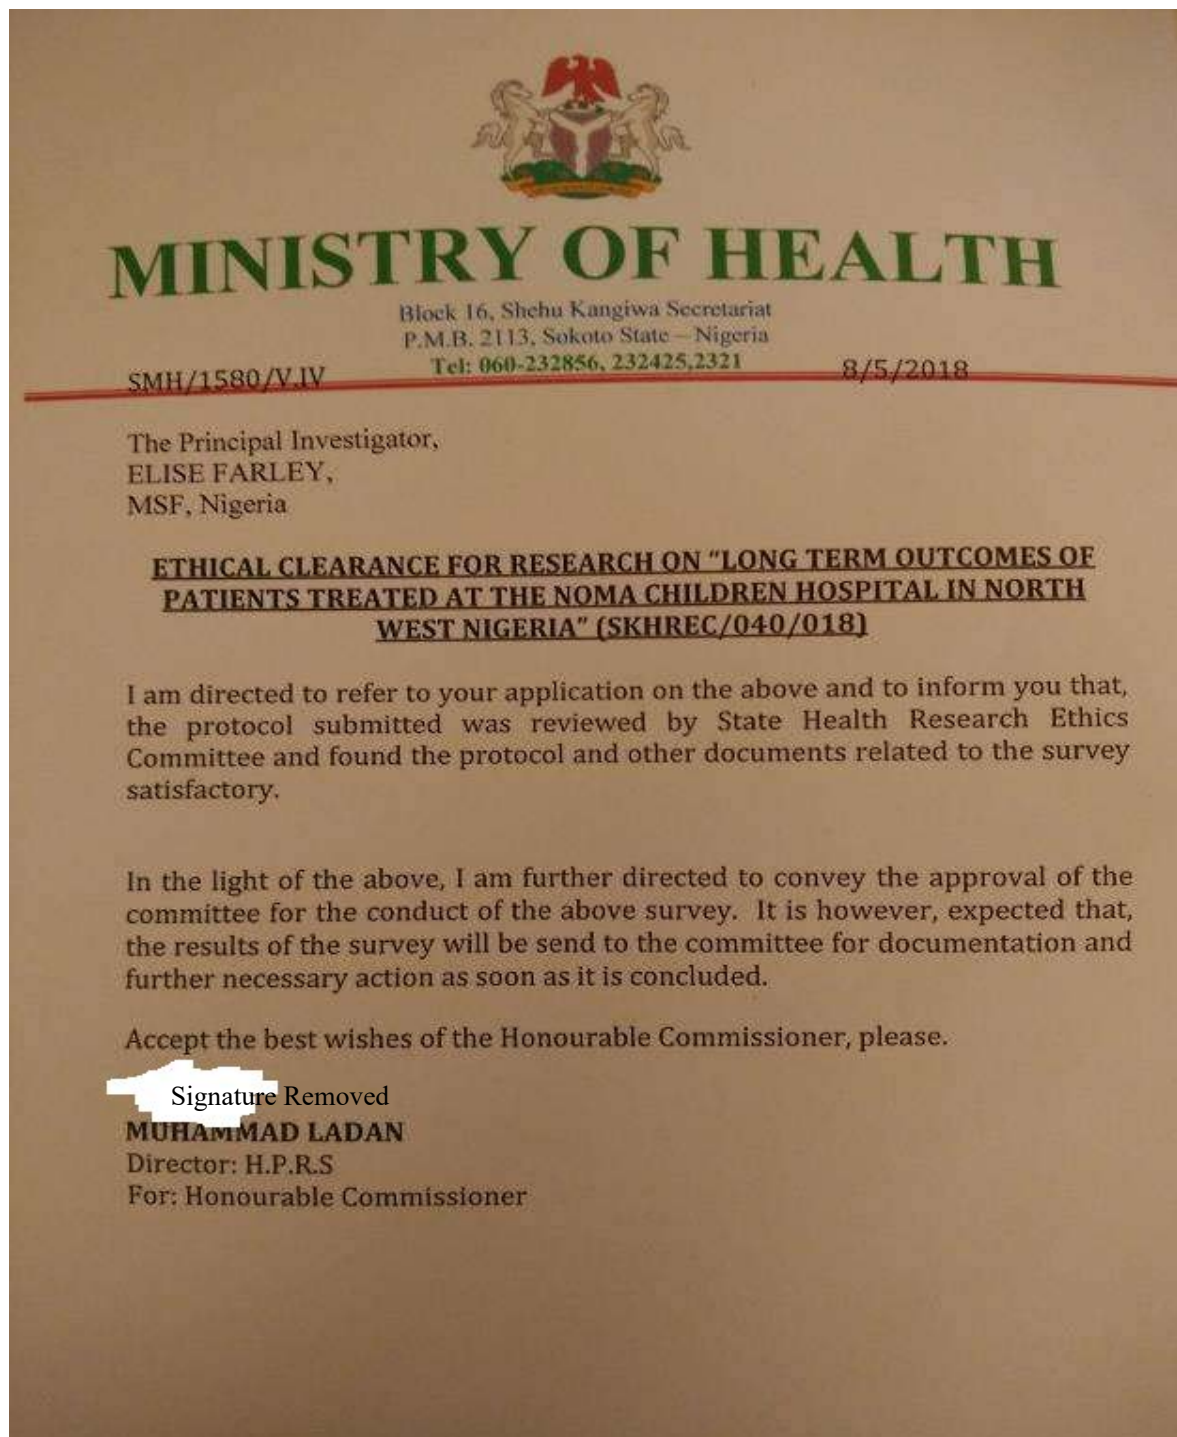 MINISTRY OF HEALTH
Block 16, Shehu Kangiwa Secretariat
P.M.B. 2113, Sokoto State – Nigeria
Tel: 060-232856, 232425,2321
SMH/1580/V.IV
8/5/2018
The Principal Investigator,
ELISE FARLEY,
MSF, Nigeria
ETHICAL CLEARANCE FOR RESEARCH ON "LONG TERM OUTCOMES OF
PATIENTS TREATED AT THE NOMA CHILDREN HOSPITAL IN NORTH
WEST NIGERIA" (SKHREC/040/018)
I am directed to refer to your application on the above and to inform you that,
the protocol submitted was reviewed by State Health Research Ethics
Committee and found the protocol and other documents related to the survey
satisfactory.
In the light of the above, I am further directed to convey the approval of the
committee for the conduct of the above survey. It is however, expected that,
the results of the survey will be send to the committee for documentation and
further necessary action as soon as it is concluded.
Accept the best wishes of the Honourable Commissioner, please.
Signature Removed
MUHAMMAD LADAN
Director: H.P.R.S
For: Honourable Commissioner